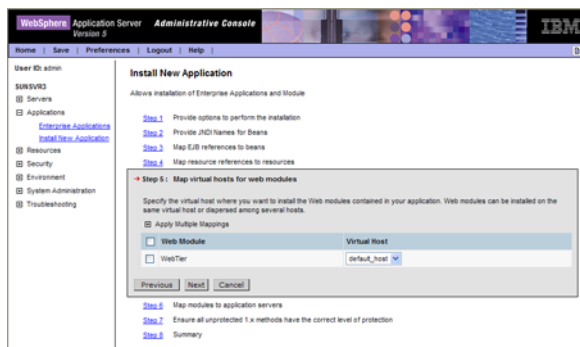 WebSphere Application Server Administrative Console
Version 5
IBM
Home | Save | Preferences | Logout | Help |
User ID: admin
SUNSVR3
Servers
Applications
Enterprise Applications
Install New Application
Resources
Security
Environment
System Administration
Troubleshooting
Install New Application
Allows installation of Enterprise Applications and Module
Step 1 Provide options to perform the installation
Step 2 Provide JNDI Names for Beans
Step 3 Map EJB references to beans
Step 4 Map resource references to resources
Step 5 : Map virtual hosts for web modules
Specify the virtual host where you want to install the Web modules contained in your application. Web modules can be installed on
the same virtual host or dispersed among several hosts.
Apply Multiple Mappings
Web Module Virtual Host
WebTier default_host
Previous Next Cancel
Step 6 Map modules to application servers
Step 7 Ensure all unprotected 1.x methods have the correct level of protection
Step 8 Summary